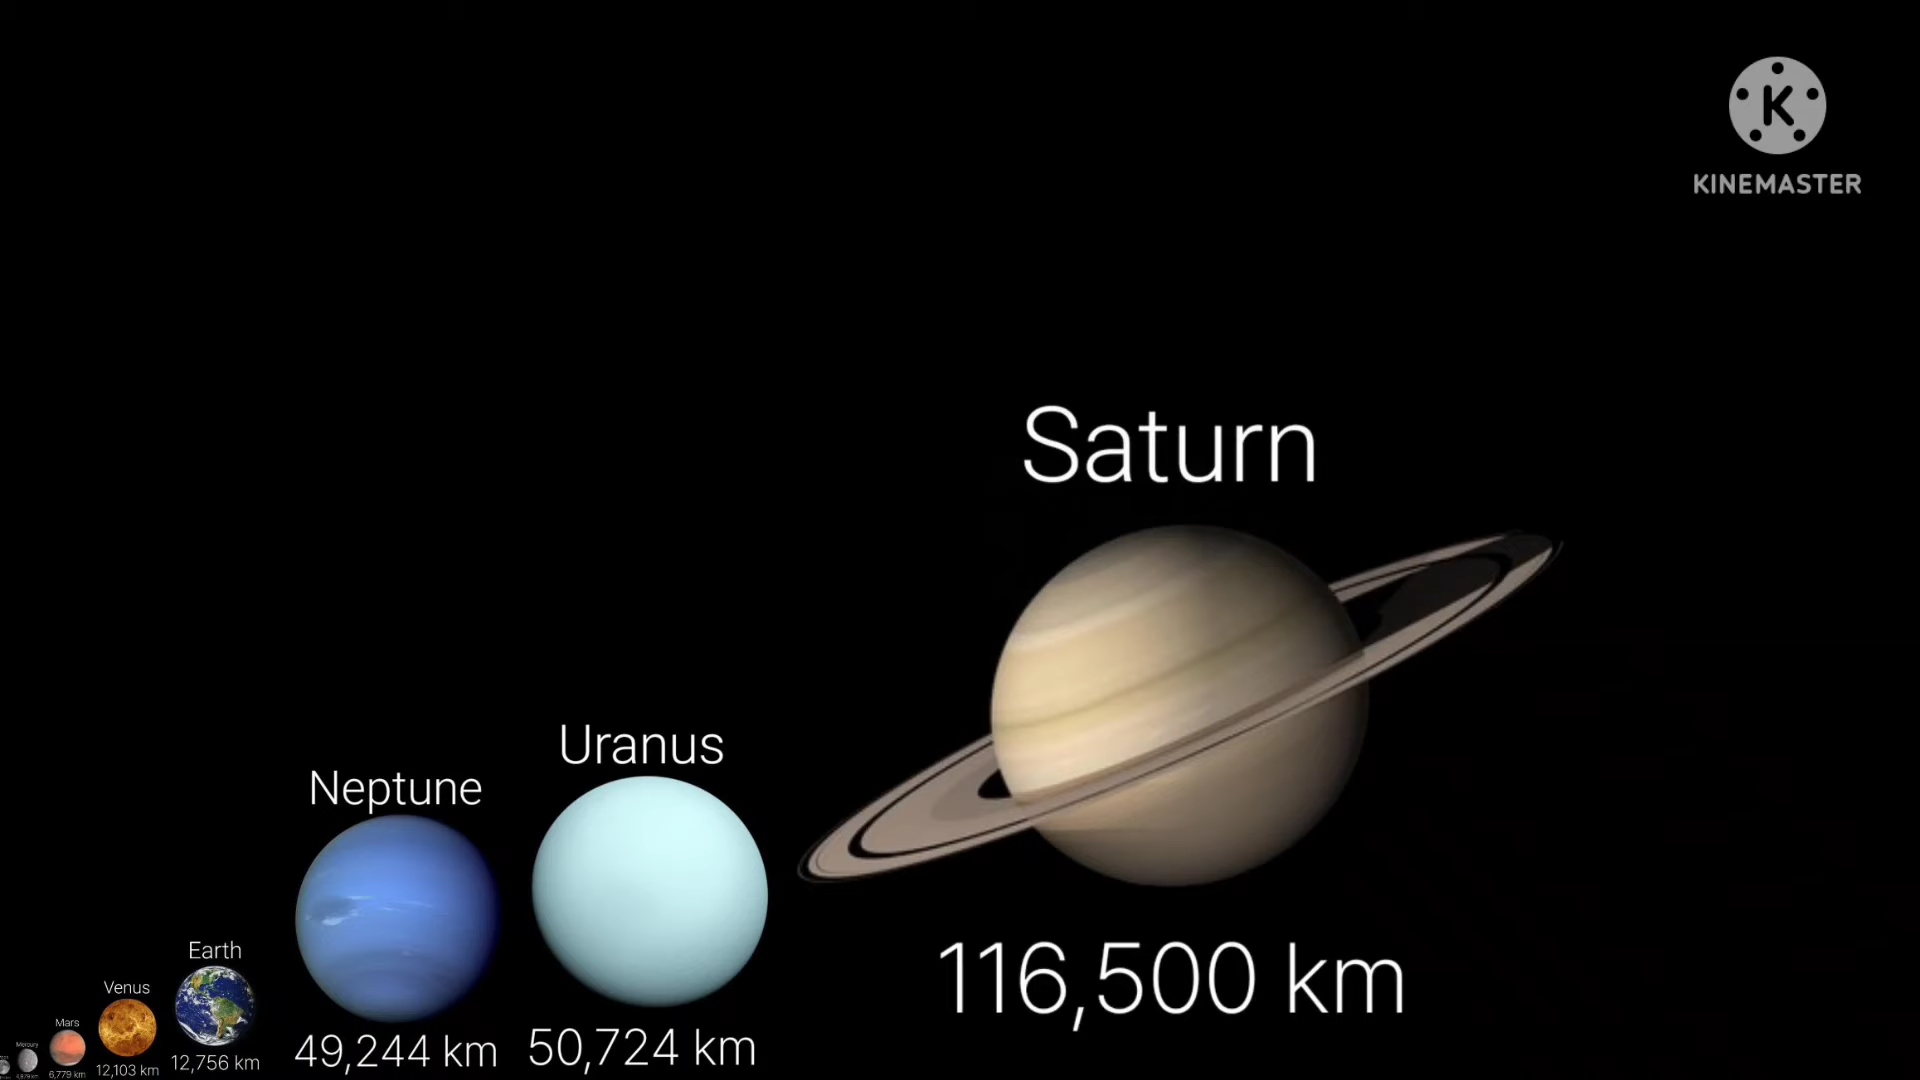 K
KINEMASTER
Saturn
116,500 km
Uranus
50,724 km
Neptune
49,244 km
Earth
12,756 km
Venus
12,103 km
Mars
6,779 km
Mercury